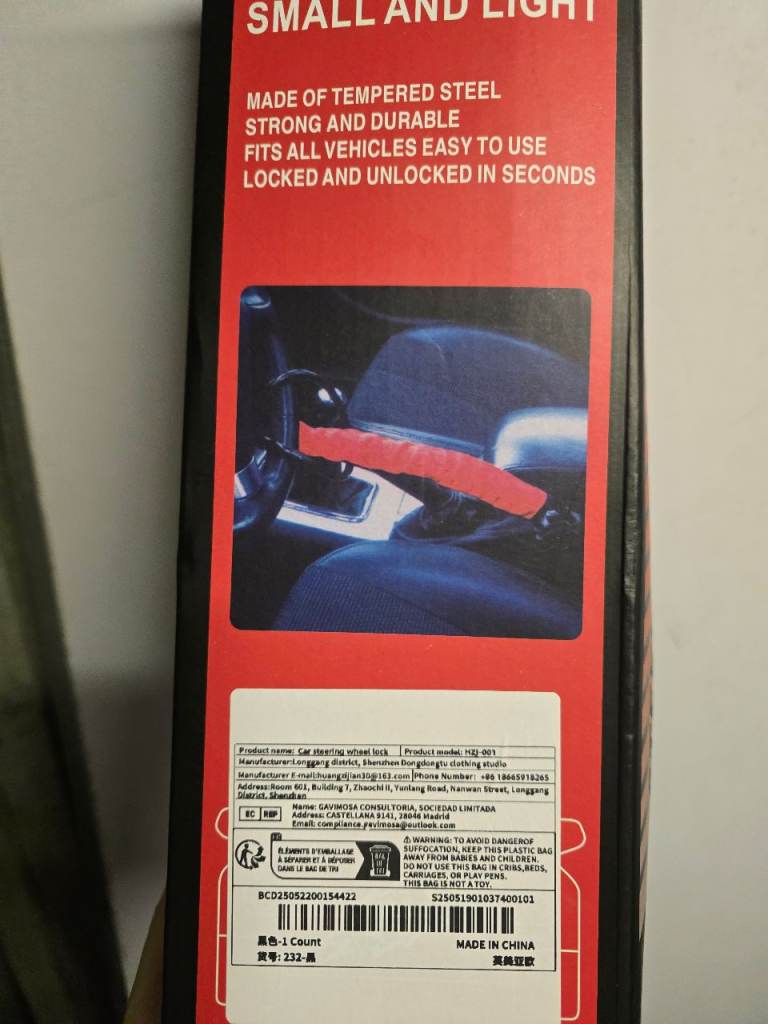 SMALL AND LIGHT
MADE OF TEMPERED STEEL
STRONG AND DURABLE
FITS ALL VEHICLES EASY TO USE
LOCKED AND UNLOCKED IN SECONDS
Product name: Car steering wheel lock Product model: HZJ-001
Manufacturer:Longgang district, Shenzhen Dongdongtu clothing studio
Manufacturer E-mail:huangzijian30@163.com Phone Number: +86 18665918265
Address:Room 601, Building 7, Zhaochi II, Yunlang Road, Nanwan Street, Longgang
District, Shenzhen
EC REP
Name: GAVIMOSA CONSULTORIA, SOCIEDAD LIMITADA
Address: CASTELLANA 9141, 28046 Madrid
Email: compliance.gavimosa@outlook.com
ÉLÉMENTS D'EMBALLAGE
À SÉPARER ET À DÉPOSER
DANS LE BAC DE TRI
⚠WARNING: TO AVOID DANGEROF
SUFFOCATION, KEEP THIS PLASTIC BAG
AWAY FROM BABIES AND CHILDREN.
DO NOT USE THIS BAG IN CRIBS,BEDS,
CARRIAGES, OR PLAY PENS.
THIS BAG IS NOT A TOY.
BCD25052200154422 S25051901037400101
黑色-1 Count MADE IN CHINA
货号: 232-黑 英美亚欧